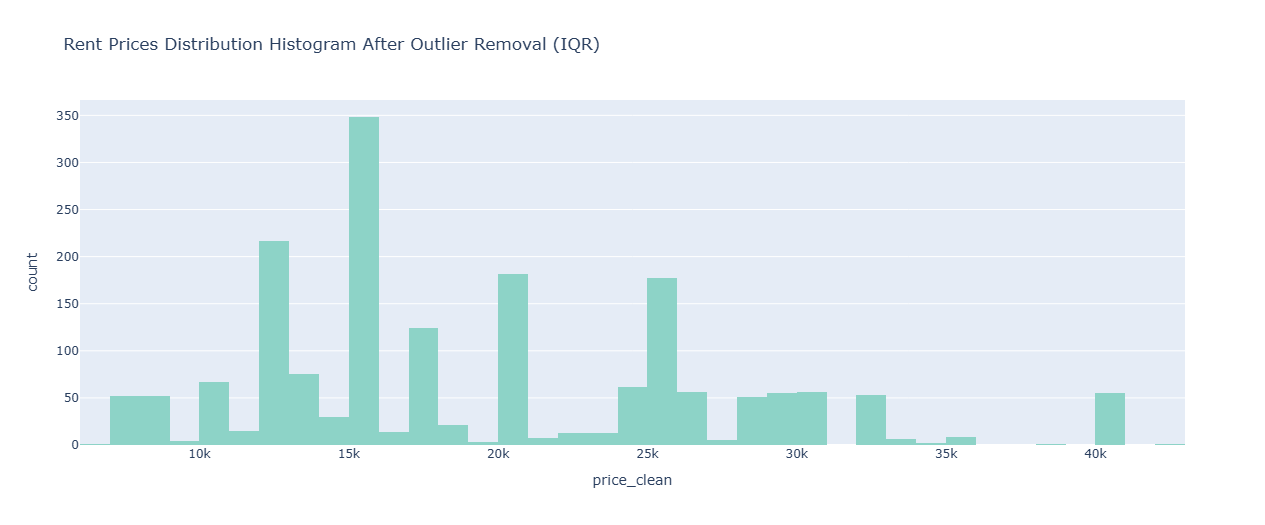 Rent Prices Distribution Histogram After Outlier Removal (IQR)
350
300
250
200
150
100
50
0
count
10k 15k 20k 25k 30k 35k 40k
price_clean